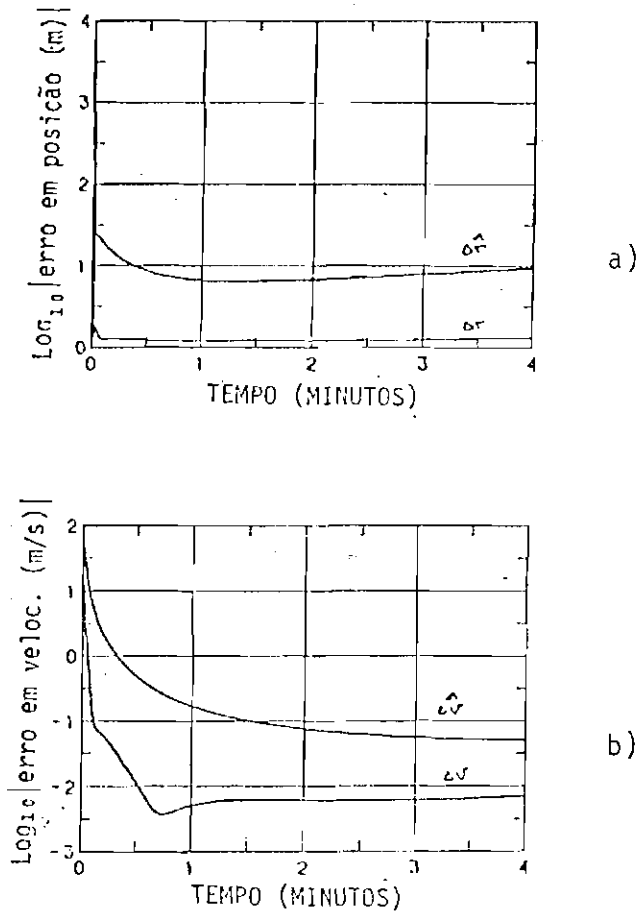 Log₁₀|erro em posição (m)|
4
3
2
1
0
Δr̂
Δr
0 1 2 3 4
TEMPO (MINUTOS)
a)
Log₁₀|erro em veloc. (m/s)|
2
1
0
-1
-2
-3
Δv̂
Δv
0 1 2 3 4
TEMPO (MINUTOS)
b)